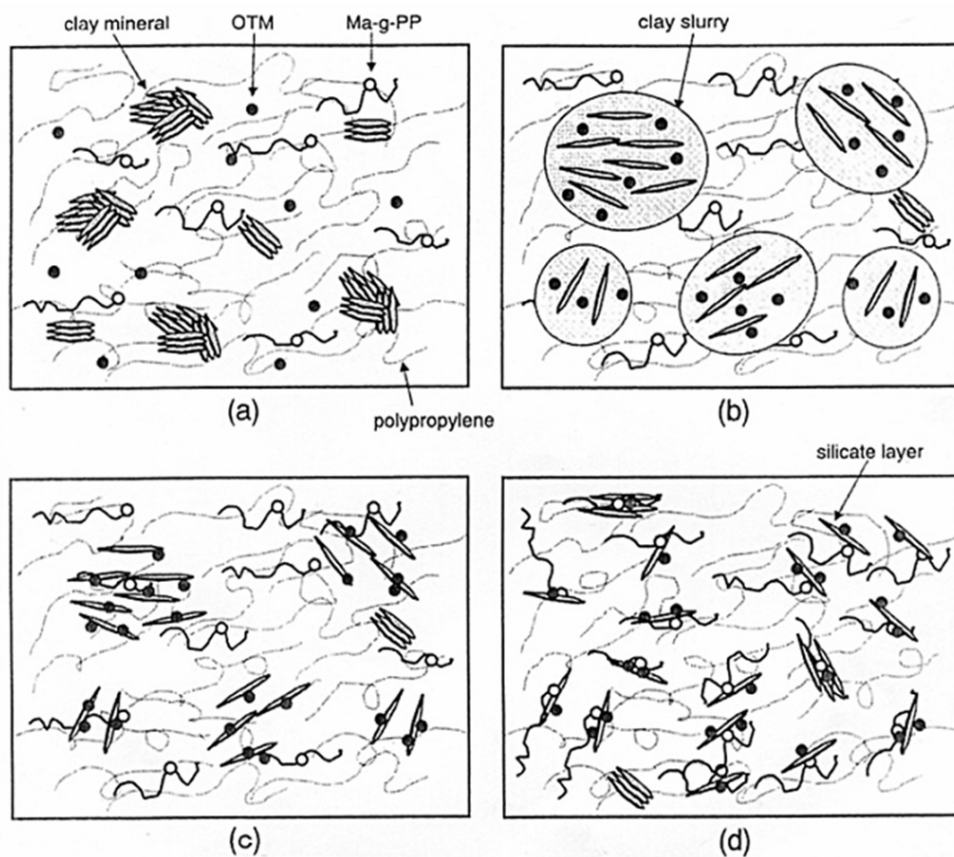 clay mineral
OTM
Ma-g-PP
clay slurry
(a)
(b)
polypropylene
silicate layer
(c)
(d)